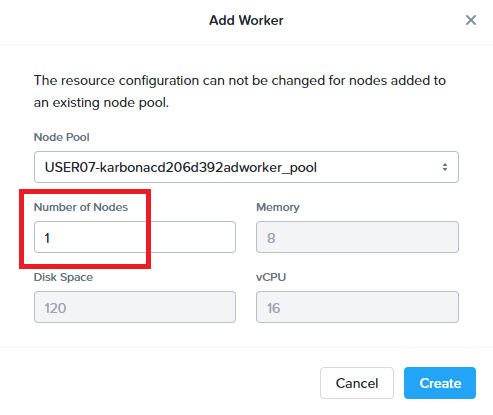 Add Worker
The resource configuration can not be changed for nodes added to
an existing node pool.
Node Pool
USER07-karbonacd206d392adworker_pool
Number of Nodes
Memory
1
8
Disk Space
vCPU
120
16
Cancel
Create